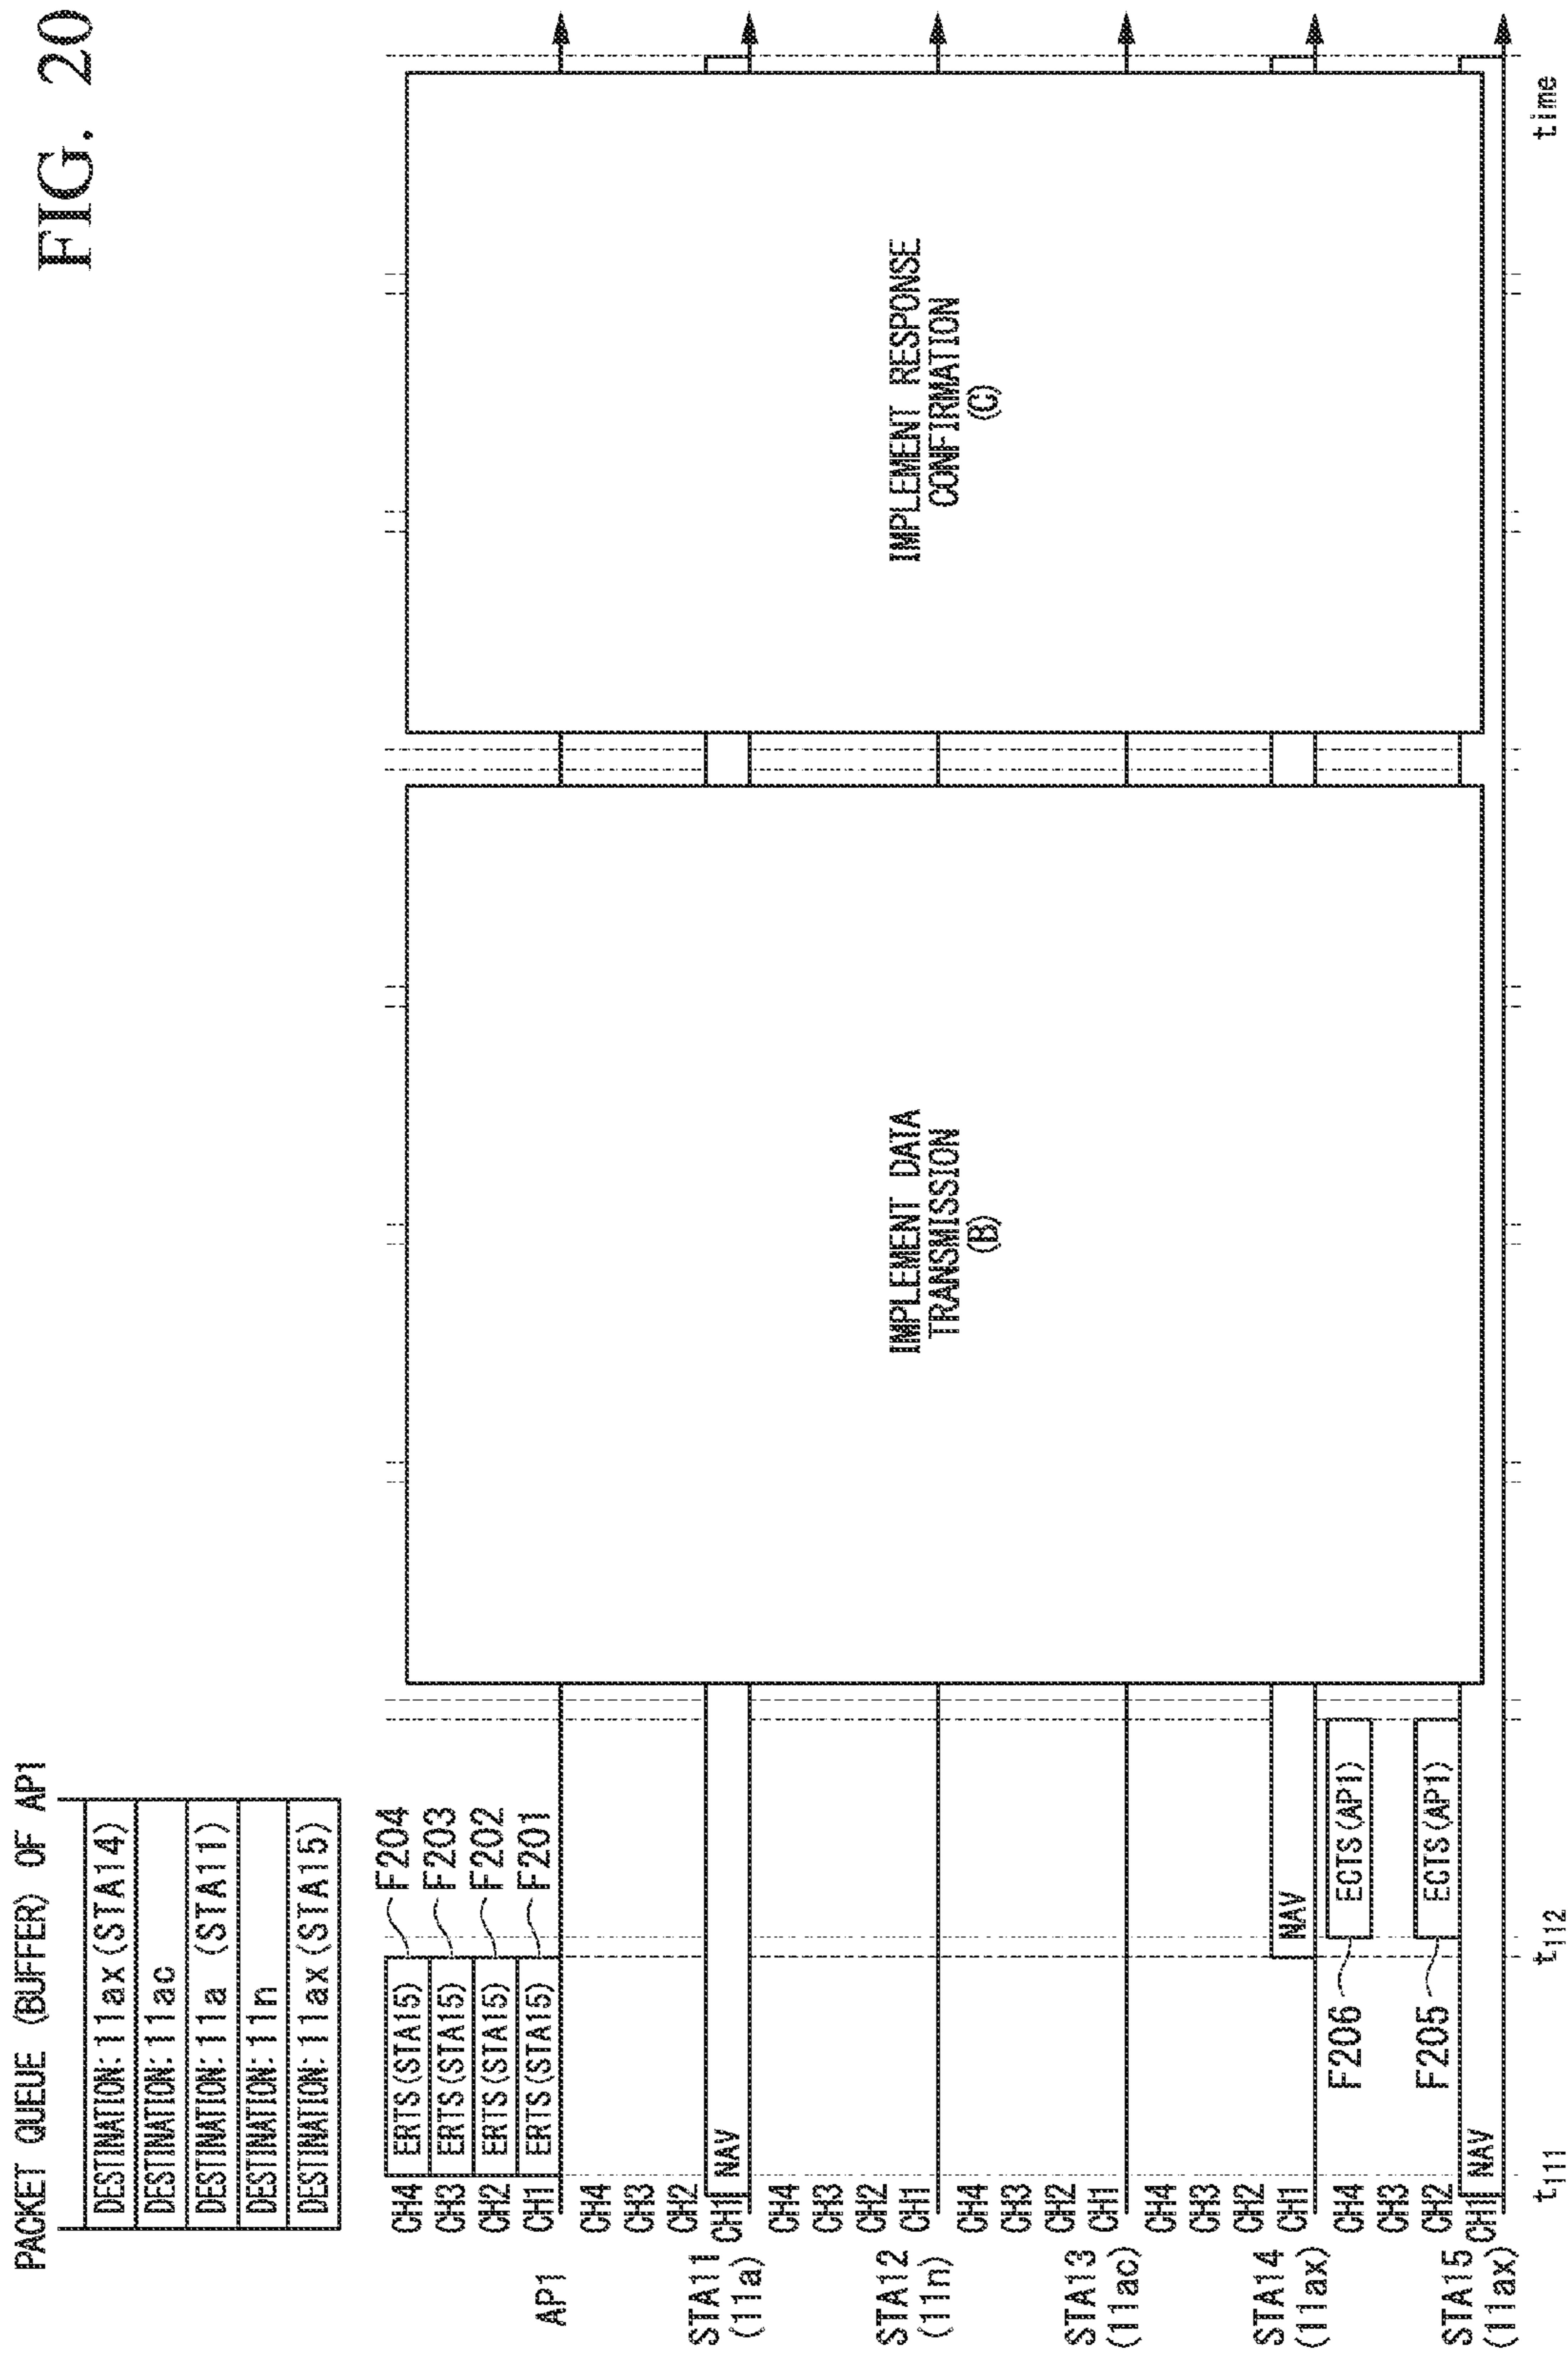 FIG. 20
PACKET QUEUE (BUFFER) OF AP1
DESTINATION:11ax(STA14)
DESTINATION:11ac
DESTINATION:11a (STA11)
DESTINATION:11n
DESTINATION:11ax(STA15)
AP1
CH4
CH3
CH2
CH1
ERTS(STA15)
ERTS(STA15)
ERTS(STA15)
ERTS(STA15)
F204
F203
F202
F201
STA11
(11a)
CH4
CH3
CH2
CH1
NAV
STA12
(11n)
CH4
CH3
CH2
CH1
STA13
(11ac)
CH4
CH3
CH2
CH1
STA14
(11ax)
CH4
CH3
CH2
CH1
NAV
STA15
(11ax)
CH4
CH3
CH2
CH1
NAV
F206
ECTS(AP1)
F205
ECTS(AP1)
IMPLEMENT DATA
TRANSMISSION
(B)
IMPLEMENT RESPONSE
CONFIRMATION
(C)
t111
t112
time